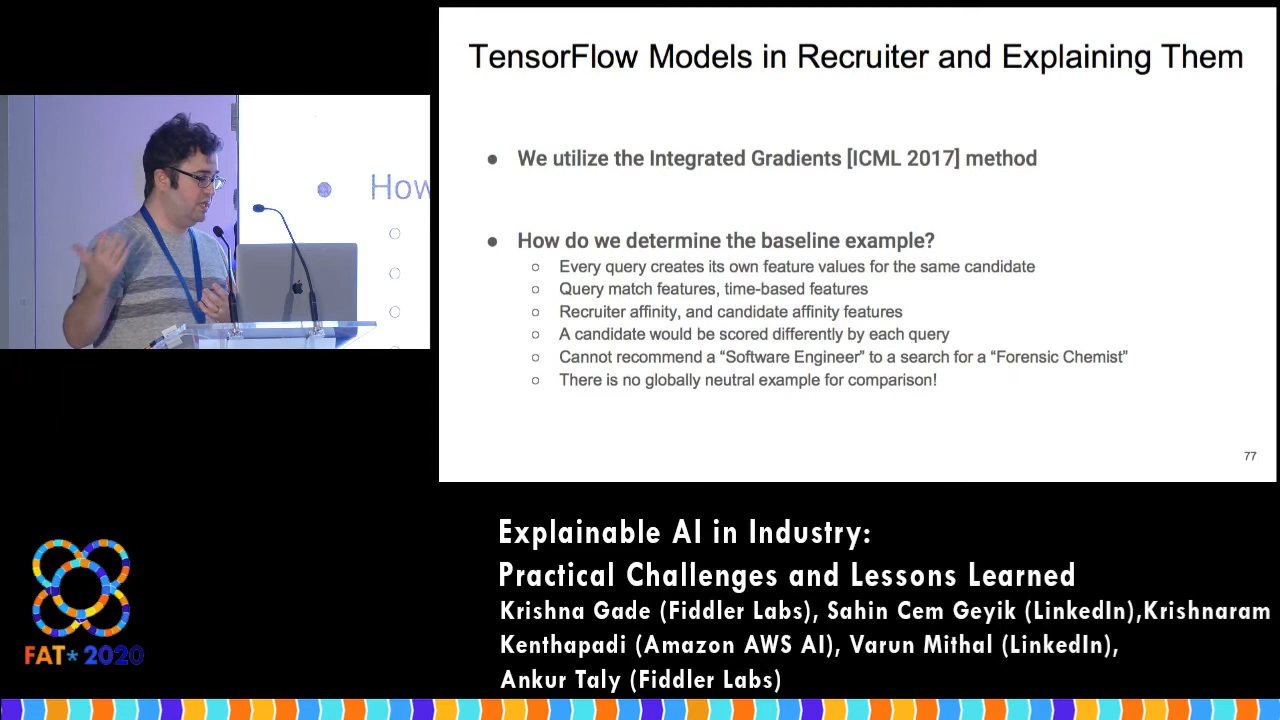 TensorFlow Models in Recruiter and Explaining Them
● We utilize the Integrated Gradients [ICML 2017] method
● How do we determine the baseline example?
○ Every query creates its own feature values for the same candidate
○ Query match features, time-based features
○ Recruiter affinity, and candidate affinity features
○ A candidate would be scored differently by each query
○ Cannot recommend a “Software Engineer” to a search for a “Forensic Chemist”
○ There is no globally neutral example for comparison!
77
● How
Explainable AI in Industry:
Practical Challenges and Lessons Learned
Krishna Gade (Fiddler Labs), Sahin Cem Geyik (LinkedIn),Krishnaram
Kenthapadi (Amazon AWS AI), Varun Mithal (LinkedIn),
Ankur Taly (Fiddler Labs)
FAT* 2020